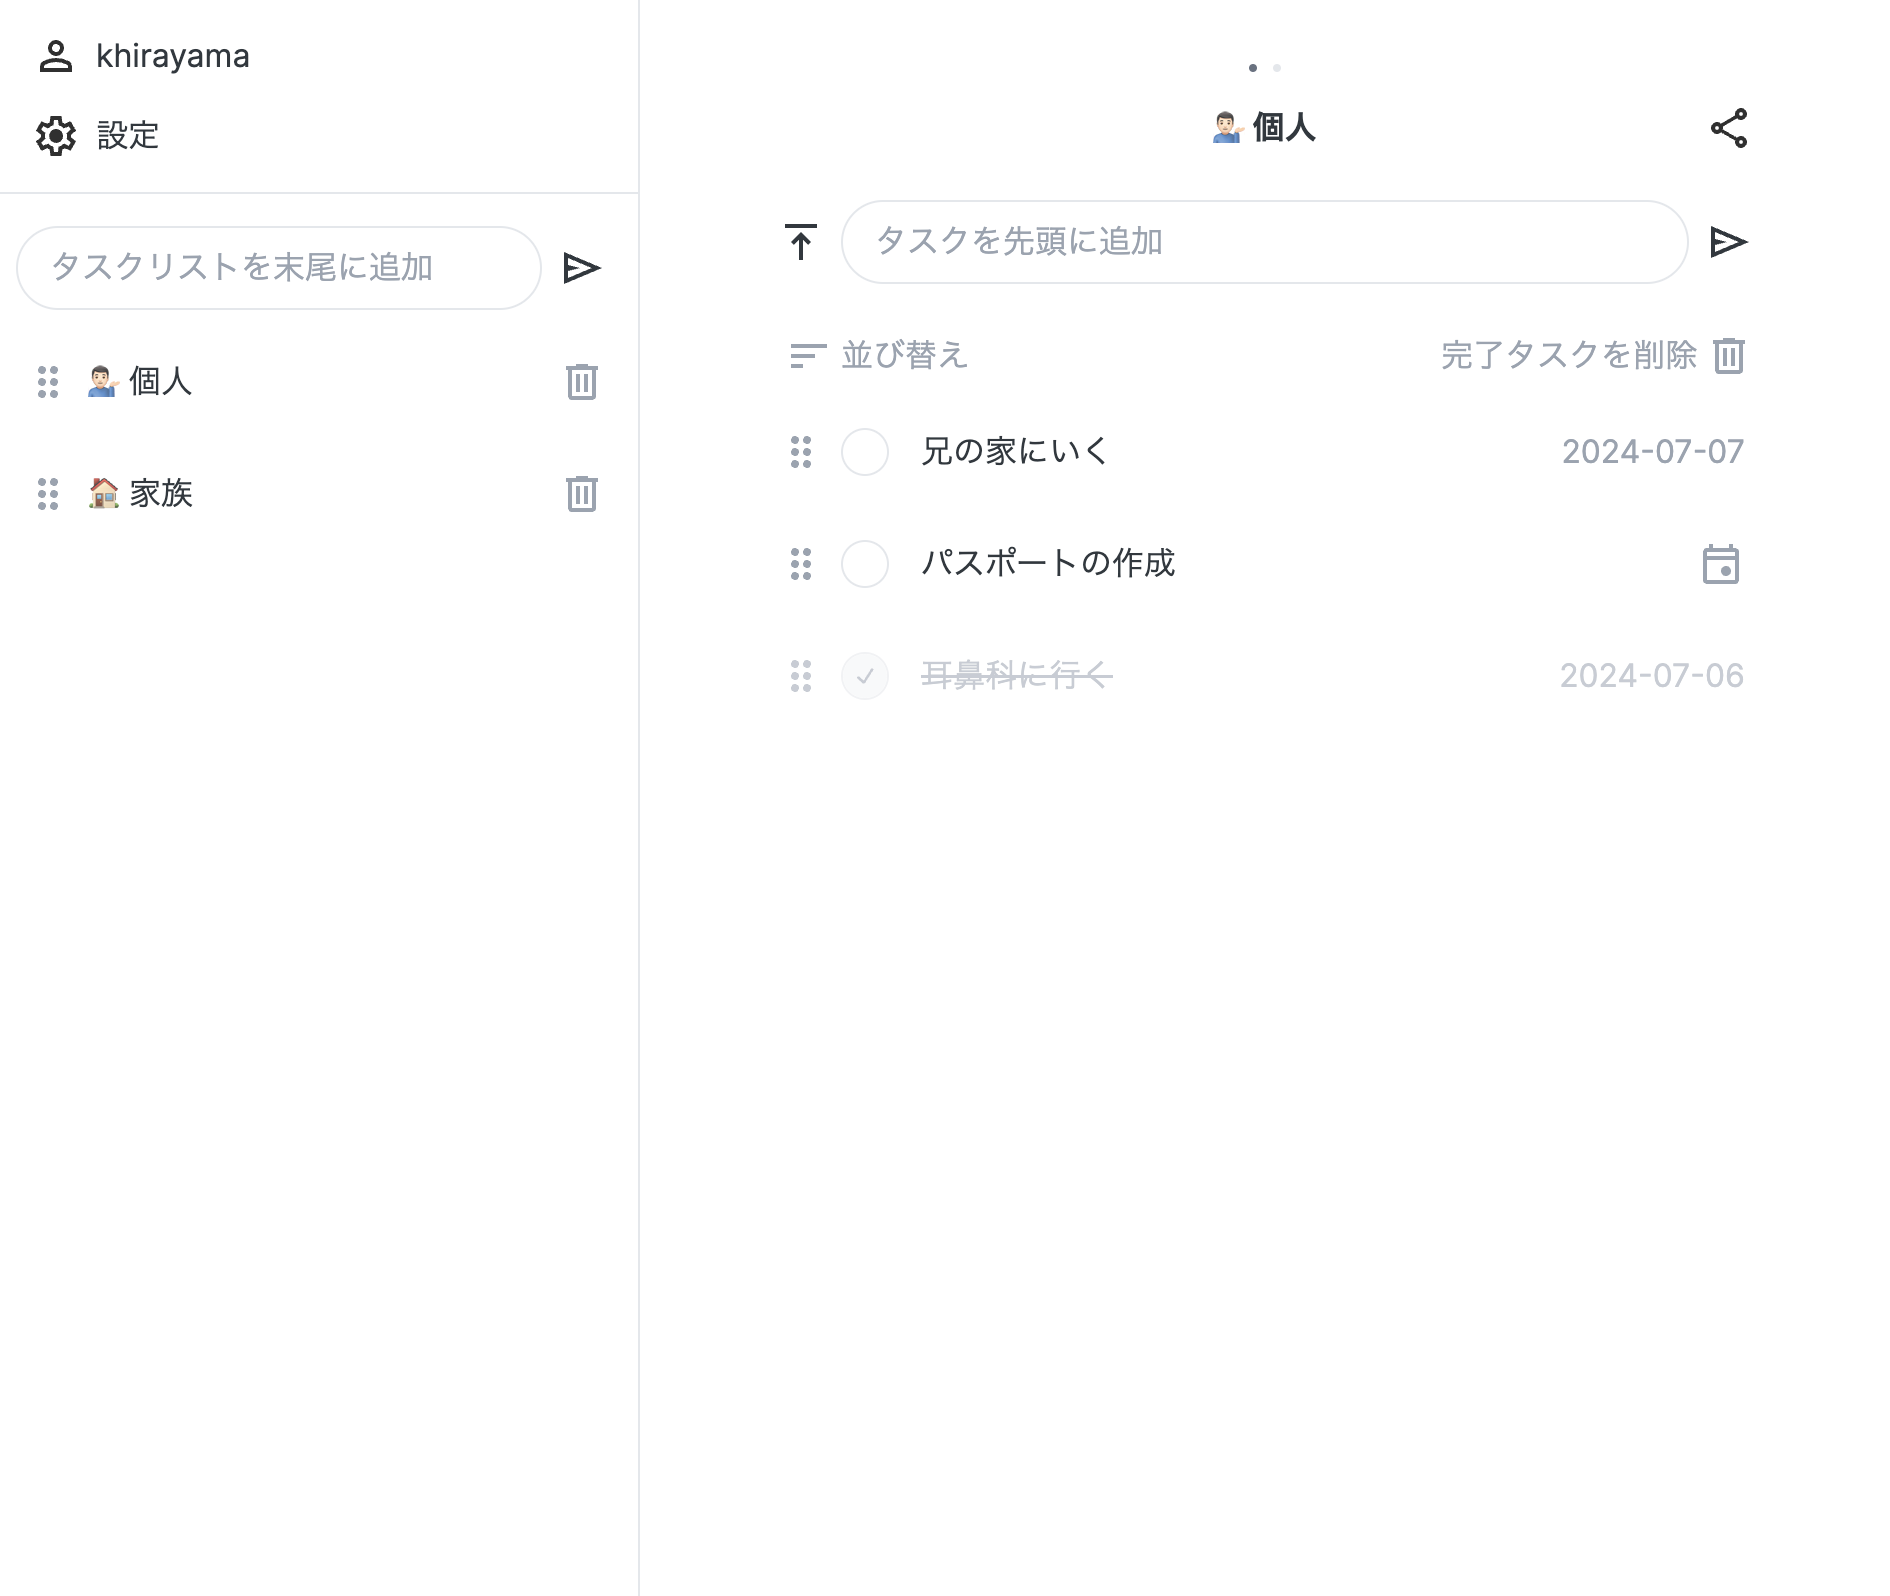 khirayama
設定
タスクリストを末尾に追加
💁🏻‍♂️ 個人
🏠 家族
💁🏻‍♂️ 個人
タスクを先頭に追加
並び替え 完了タスクを削除
兄の家にいく 2024-07-07
パスポートの作成
耳鼻科に行く 2024-07-06